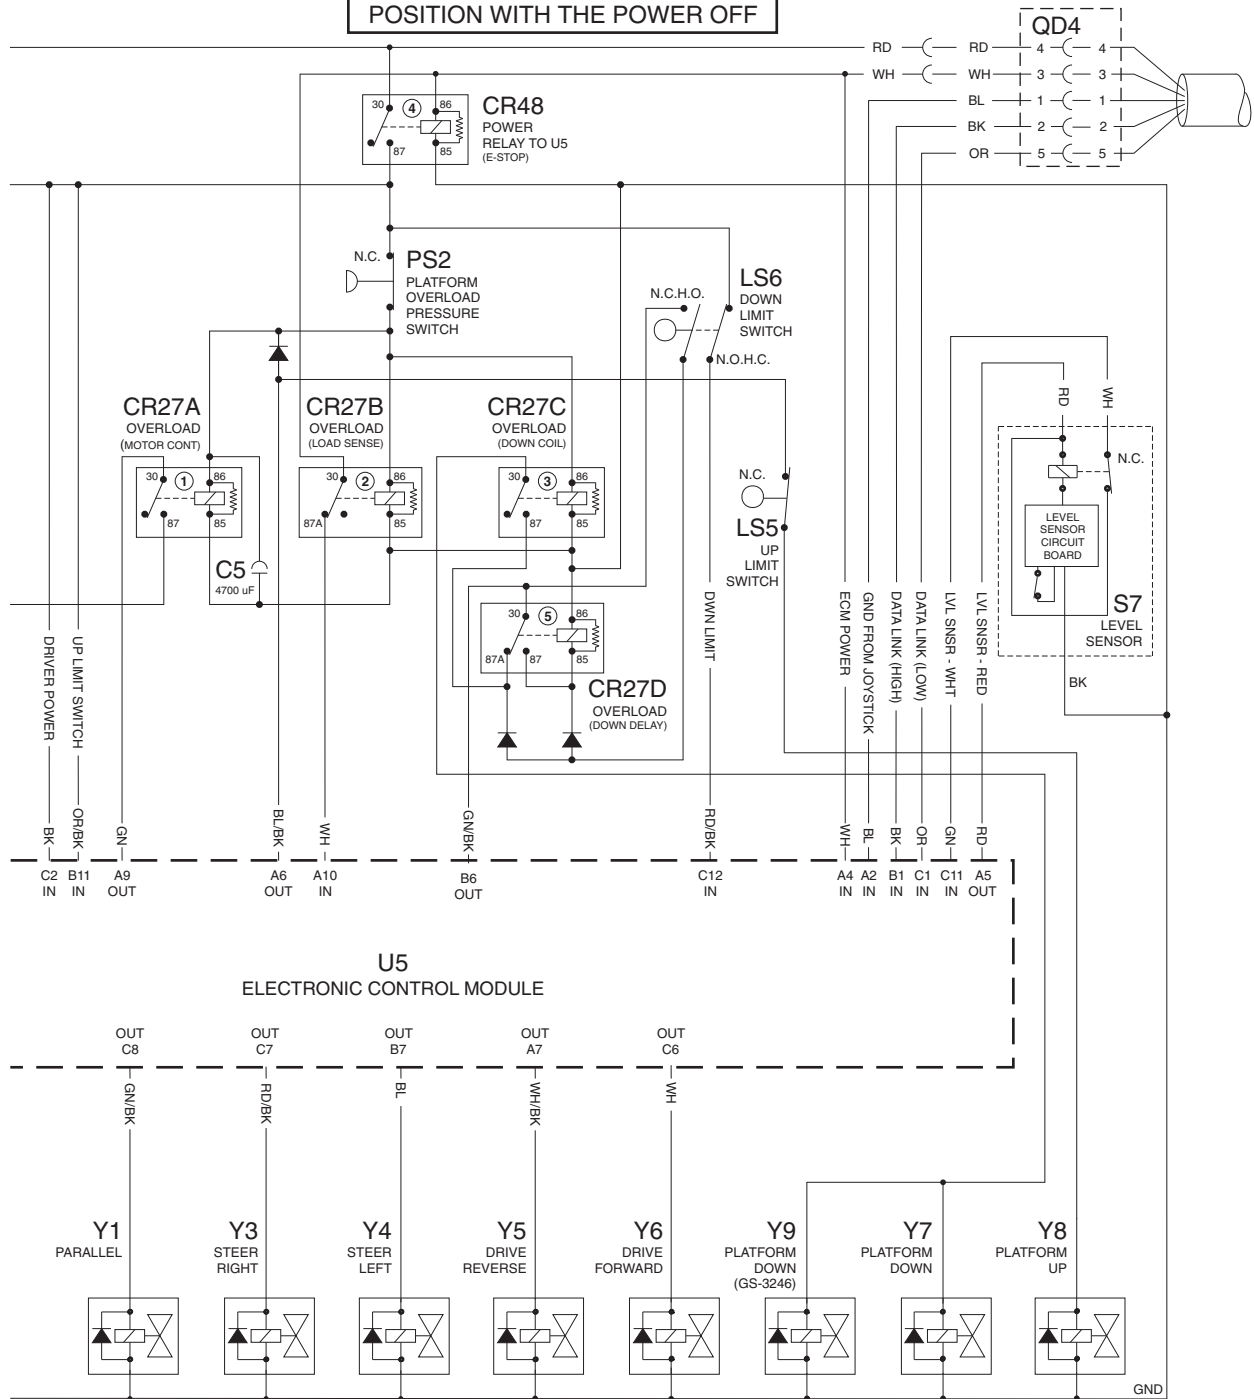 POSITION WITH THE POWER OFF
QD4
RD RD 4 4
WH WH 3 3
BL 1 1
BK 2 2
OR 5 5
30 4 86
87 85
CR48
POWER
RELAY TO U5
(E-STOP)
N.C.
PS2
PLATFORM
OVERLOAD
PRESSURE
SWITCH
N.C.H.O.
LS6
DOWN
LIMIT
SWITCH
N.O.H.C.
CR27A
OVERLOAD
(MOTOR CONT)
30 1 86
87 85
CR27B
OVERLOAD
(LOAD SENSE)
30 2 86
87A 85
CR27C
OVERLOAD
(DOWN COIL)
30 3 86
87 85
C5
4700 uF
N.C.
LS5
UP
LIMIT
SWITCH
30 5 86
87A 87 85
CR27D
OVERLOAD
(DOWN DELAY)
RD
WH
N.C.
LEVEL
SENSOR
CIRCUIT
BOARD
S7
LEVEL
SENSOR
BK
DRIVER POWER
UP LIMIT SWITCH
DWN LIMIT
ECM POWER
GND FROM JOYSTICK
DATA LINK (HIGH)
DATA LINK (LOW)
LVL SNSR - WHT
LVL SNSR - RED
BK
OR/BK
GN
BL/BK
WH
GN/BK
RD/BK
WH
BL
BK
OR
GN
RD
C2 B11 A9 A6 A10 B6 C12 A4 A2 B1 C1 C11 A5
IN IN OUT OUT IN OUT IN IN IN IN IN IN OUT
U5
ELECTRONIC CONTROL MODULE
OUT OUT OUT OUT OUT
C8 C7 B7 A7 C6
GN/BK
RD/BK
BL
WH/BK
WH
Y1
PARALLEL
Y3
STEER
RIGHT
Y4
STEER
LEFT
Y5
DRIVE
REVERSE
Y6
DRIVE
FORWARD
Y9
PLATFORM
DOWN
(GS-3246)
Y7
PLATFORM
DOWN
Y8
PLATFORM
UP
GND